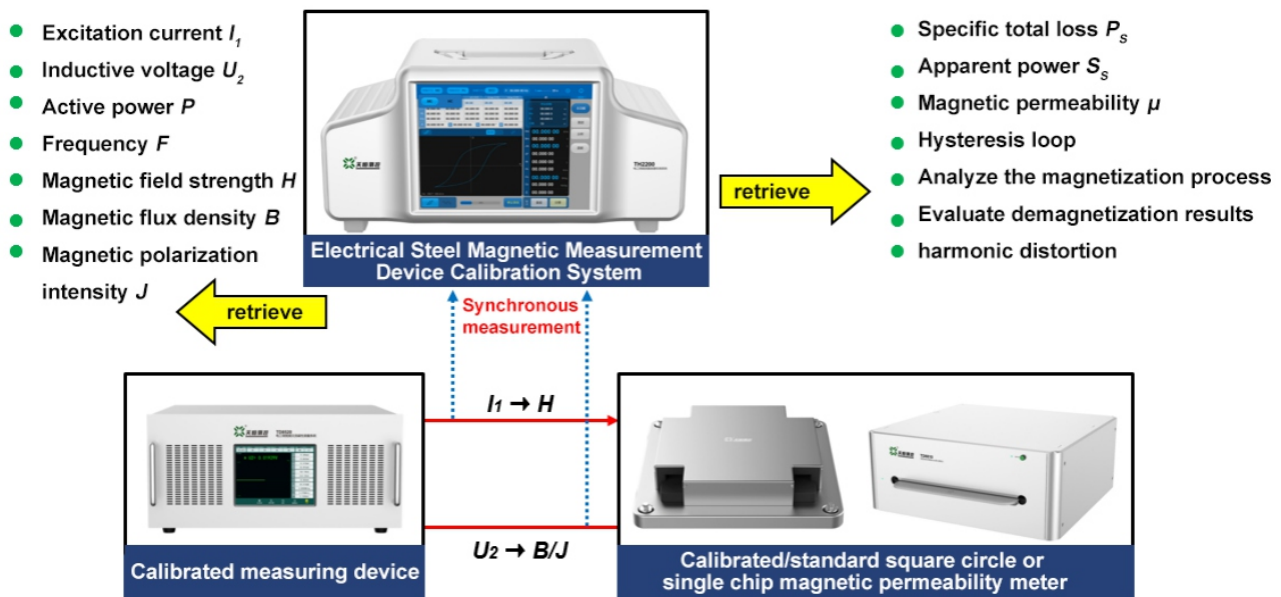 Excitation current I₁
Inductive voltage U₂
Active power P
Frequency F
Magnetic field strength H
Magnetic flux density B
Magnetic polarization
intensity J
retrieve
TH2200
Electrical Steel Magnetic Measurement
Device Calibration System
retrieve
Specific total loss Pₛ
Apparent power Sₛ
Magnetic permeability μ
Hysteresis loop
Analyze the magnetization process
Evaluate demagnetization results
harmonic distortion
Synchronous
measurement
I₁ → H
U₂ → B/J
Calibrated measuring device
Calibrated/standard square circle or
single chip magnetic permeability meter